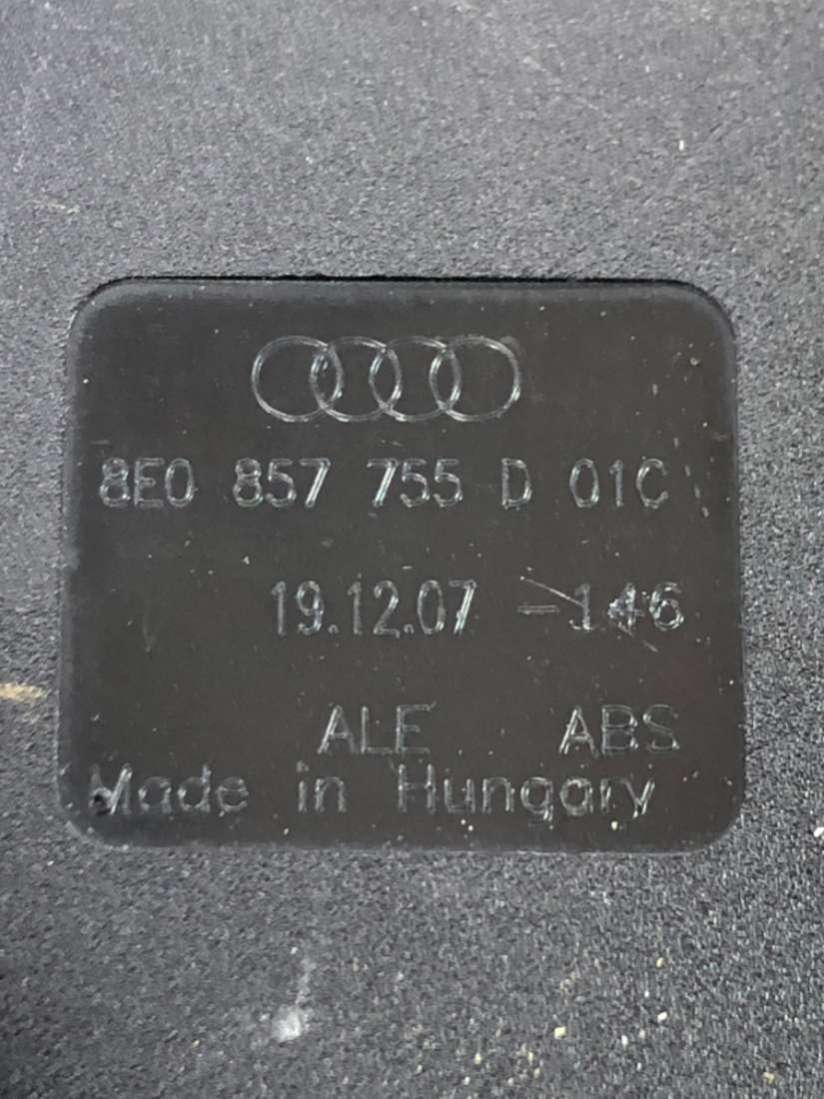 8E0 857 755 D 01C
19.12.07 -146
ALE ABS
Made in Hungary